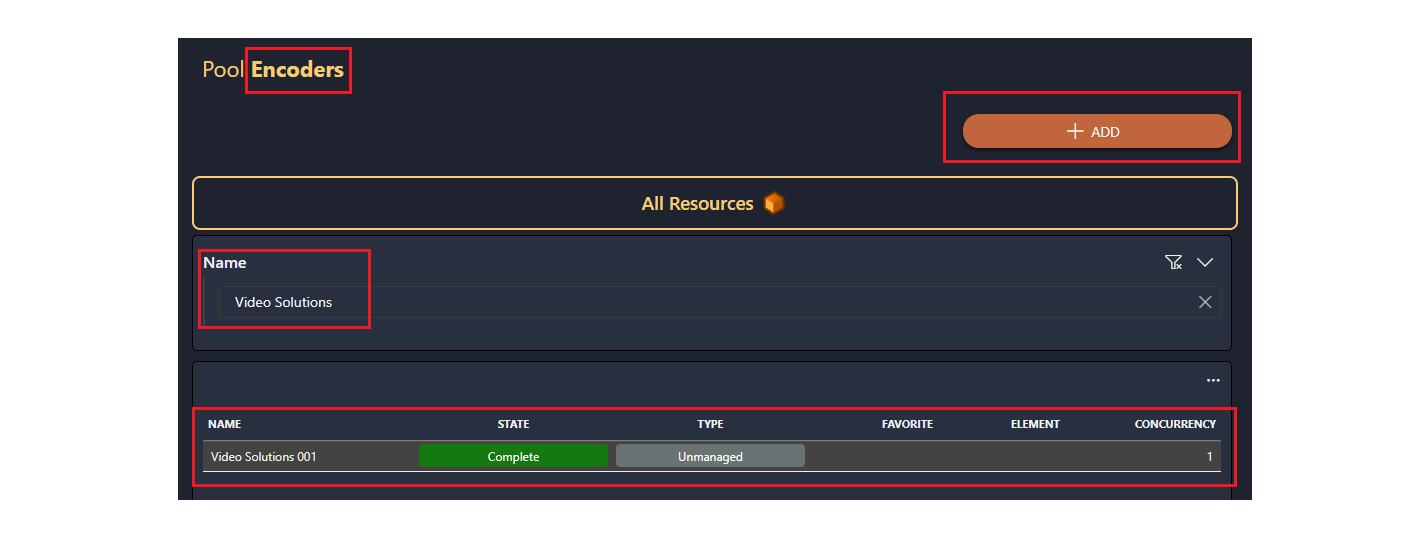 Pool Encoders
ADD
All Resources
Name
Video Solutions
NAME STATE TYPE FAVORITE ELEMENT CONCURRENCY
Video Solutions 001 Complete Unmanaged 1